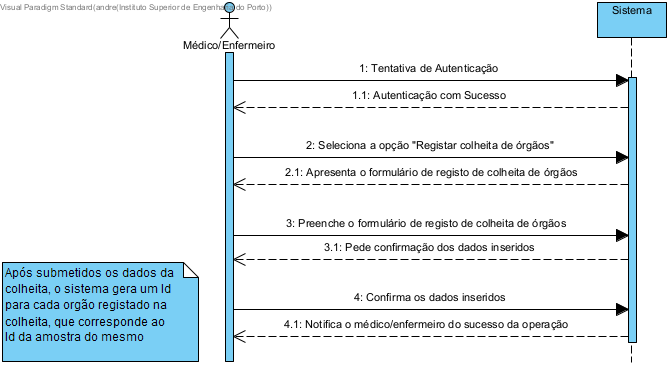 Visual Paradigm Standard(andre(Instituto Superior de Engenharia do Porto))
Sistema
Médico/Enfermeiro
1: Tentativa de Autenticação
1.1: Autenticação com Sucesso
2: Seleciona a opção "Registar colheita de órgãos"
2.1: Apresenta o formulário de registo de colheita de órgãos
3: Preenche o formulário de registo de colheita de órgãos
3.1: Pede confirmação dos dados inseridos
Após submetidos os dados da
colheita, o sistema gera um Id
para cada orgão registado na
colheita, que corresponde ao
Id da amostra do mesmo
4: Confirma os dados inseridos
4.1: Notifica o médico/enfermeiro do sucesso da operação